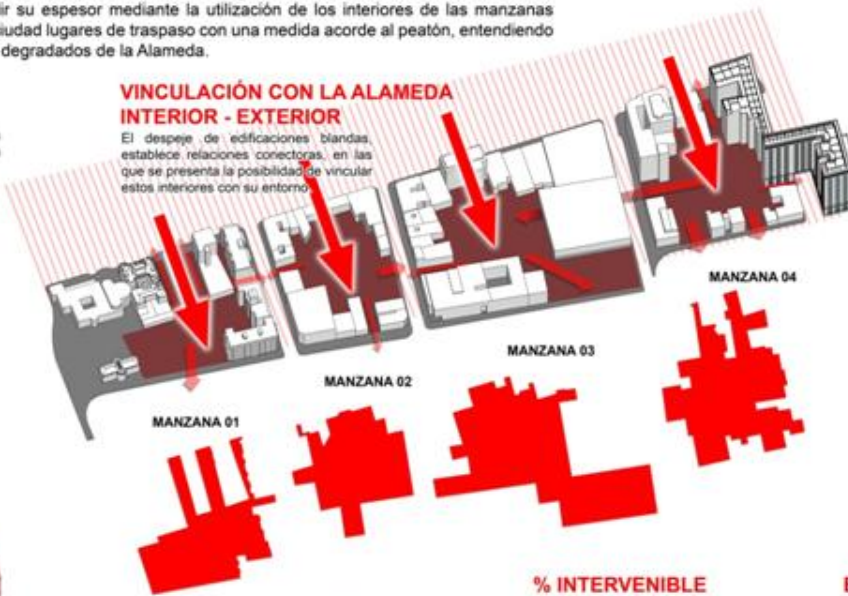 ir su espesor mediante la utilización de los interiores de las manzanas
iudad lugares de traspaso con una medida acorde al peatón, entendiendo
degradados de la Alameda.
VINCULACIÓN CON LA ALAMEDA
INTERIOR - EXTERIOR
El despeje de edificaciones blandas,
establece relaciones conectoras, en las
que se presenta la posibilidad de vincular
estos interiores con su entorno
MANZANA 04
MANZANA 03
MANZANA 02
MANZANA 01
% INTERVENIBLE